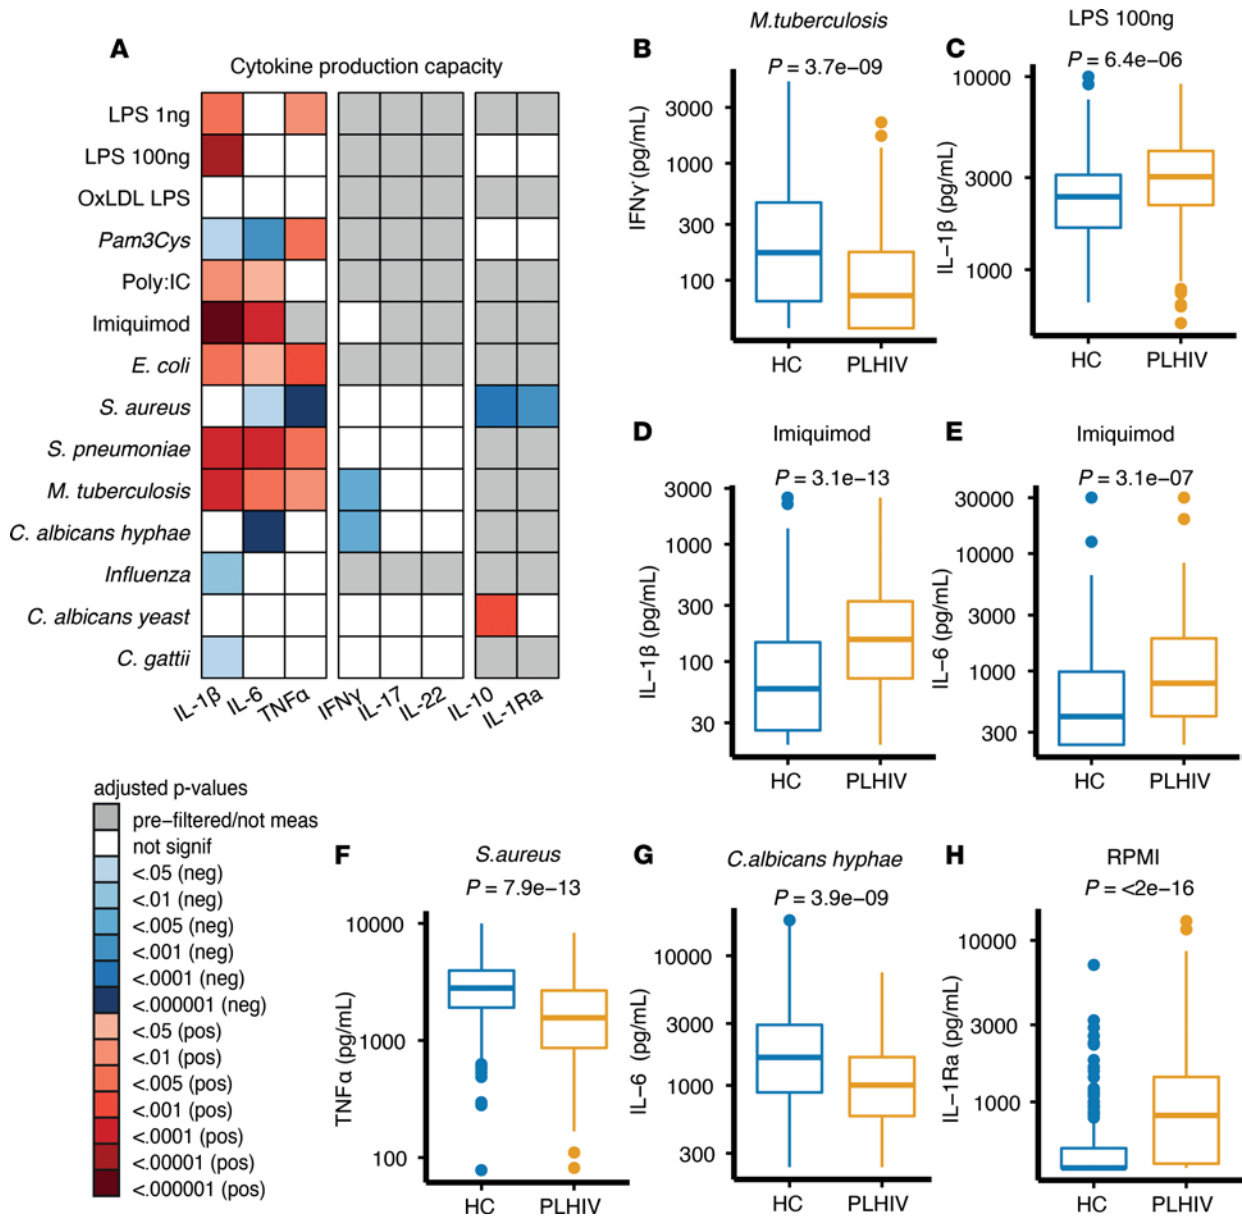 A
Cytokine production capacity
LPS 1ng
LPS 100ng
OxLDL LPS
Pam3Cys
Poly:IC
Imiquimod
E. coli
S. aureus
S. pneumoniae
M. tuberculosis
C. albicans hyphae
Influenza
C. albicans yeast
C. gattii
IL-1β IL-6 TNFα IFNγ IL-17 IL-22 IL-10 IL-1Ra
adjusted p-values
pre−filtered/not meas
not signif
<.05 (neg)
<.01 (neg)
<.005 (neg)
<.001 (neg)
<.0001 (neg)
<.000001 (neg)
<.05 (pos)
<.01 (pos)
<.005 (pos)
<.001 (pos)
<.0001 (pos)
<.00001 (pos)
<.000001 (pos)
B
M.tuberculosis
P = 3.7e−09
IFNγ (pg/mL)
3000
1000
300
100
HC PLHIV
C
LPS 100ng
P = 6.4e−06
IL−1β (pg/mL)
10000
3000
1000
HC PLHIV
D
Imiquimod
P = 3.1e−13
IL−1β (pg/mL)
3000
1000
300
100
30
HC PLHIV
E
Imiquimod
P = 3.1e−07
IL−6 (pg/mL)
30000
10000
3000
1000
300
HC PLHIV
F
S.aureus
P = 7.9e−13
TNFα (pg/mL)
10000
1000
100
HC PLHIV
G
C.albicans hyphae
P = 3.9e−09
IL−6 (pg/mL)
10000
3000
1000
300
HC PLHIV
H
RPMI
P = <2e−16
IL−1Ra (pg/mL)
10000
3000
1000
HC PLHIV